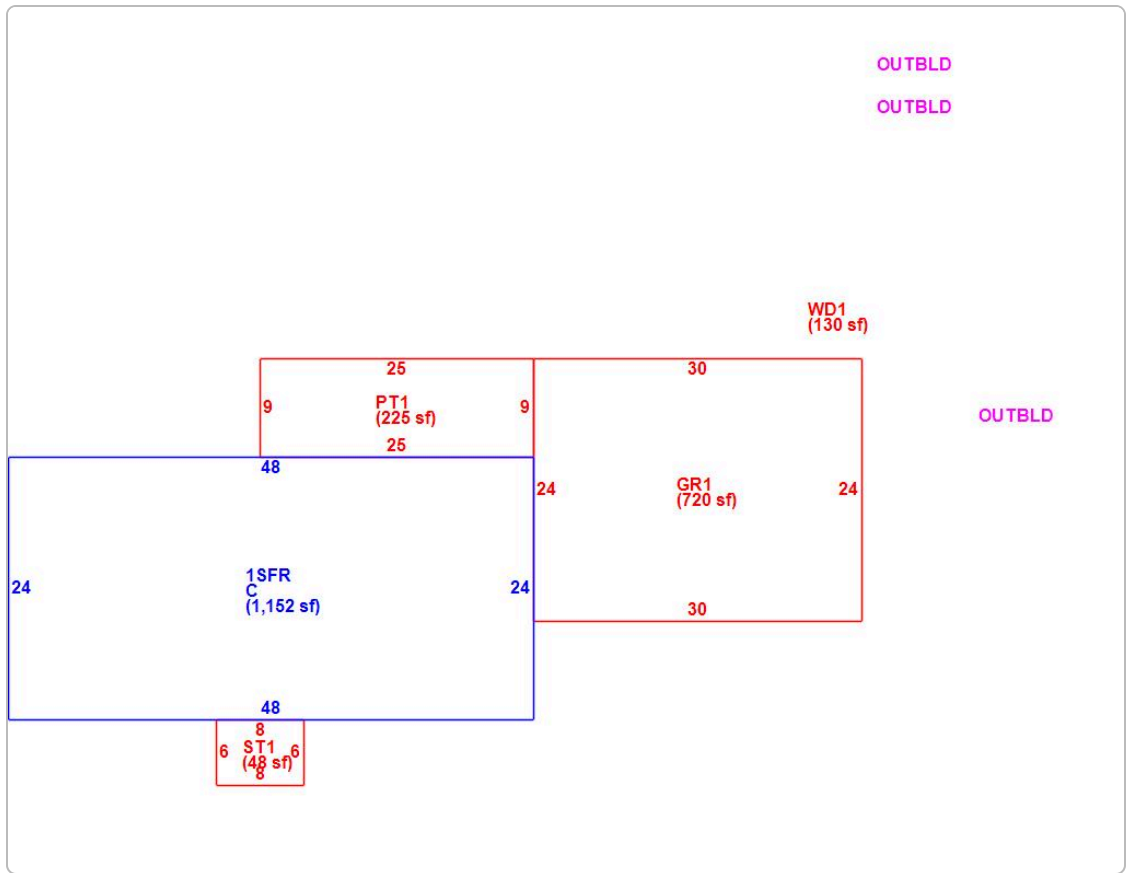 OUTBLD
OUTBLD
WD1
(130 sf)
25
30
9
PT1
(225 sf)
9
OUTBLD
25
48
24
GR1
(720 sf)
24
24
1SFR
C
(1,152 sf)
24
30
48
8
6
ST1
(48 sf)
6
8